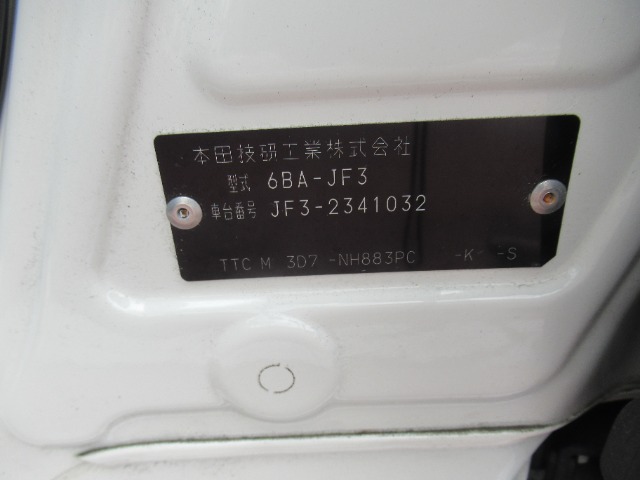 本田技研工業株式会社
型式 6BA-JF3
車台番号 JF3-2341032
TTC M 3D7 -NH883PC -K -S